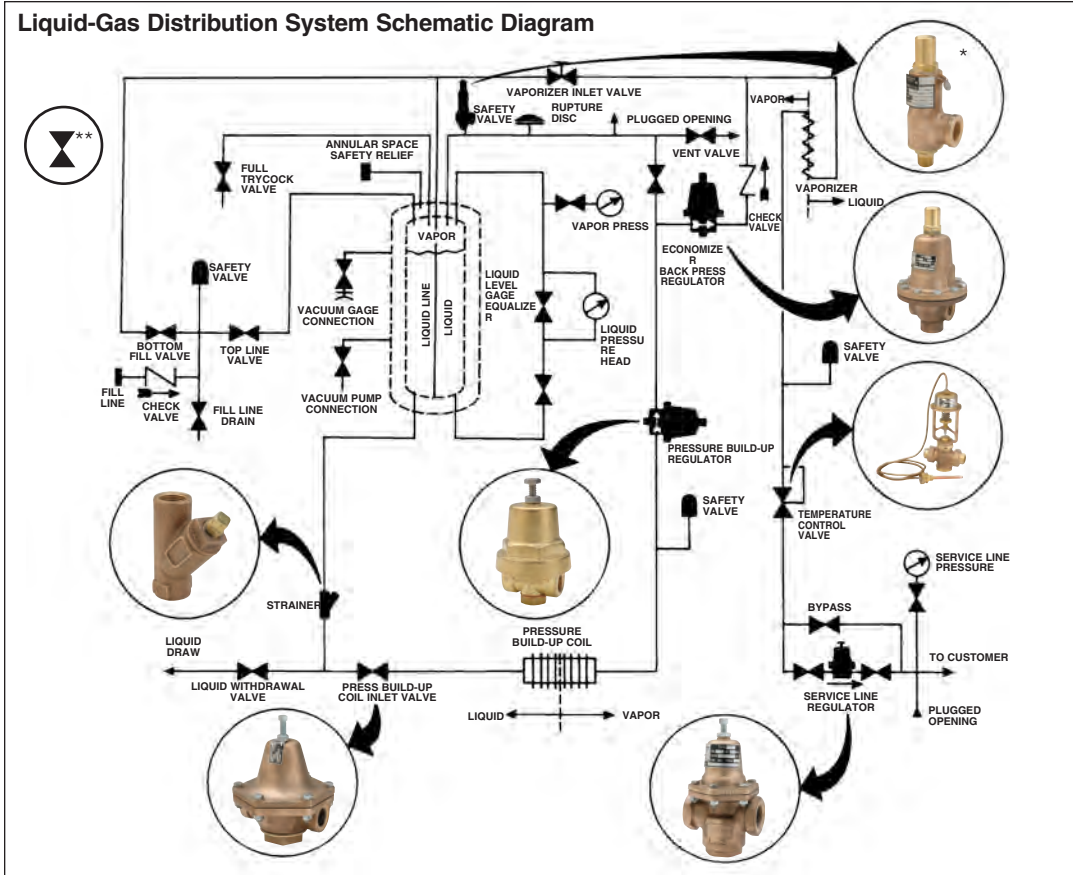 Liquid-Gas Distribution System Schematic Diagram
*
**
VAPORIZER INLET VALVE
SAFETY
VALVE
RUPTURE
DISC
PLUGGED OPENING
VENT VALVE
VAPOR
VAPORIZER
LIQUID
ANNULAR SPACE
SAFETY RELIEF
FULL
TRYCOCK
VALVE
VAPOR
VAPOR PRESS
CHECK
VALVE
ECONOMIZE
R
BACK PRESS
REGULATOR
SAFETY
VALVE
VACUUM GAGE
CONNECTION
LIQUID LINE
LIQUID
LIQUID
LEVEL
GAGE
EQUALIZE
R
LIQUID
PRESSU
RE
HEAD
BOTTOM
FILL VALVE
TOP LINE
VALVE
SAFETY
VALVE
FILL
LINE
CHECK
VALVE
FILL LINE
DRAIN
VACUUM PUMP
CONNECTION
PRESSURE BUILD-UP
REGULATOR
SAFETY
VALVE
TEMPERATURE
CONTROL
VALVE
SERVICE LINE
PRESSURE
STRAINER
BYPASS
LIQUID
DRAW
PRESSURE
BUILD-UP COIL
TO CUSTOMER
LIQUID WITHDRAWAL
VALVE
PRESS BUILD-UP
COIL INLET VALVE
SERVICE LINE
REGULATOR
LIQUID
VAPOR
PLUGGED
OPENING